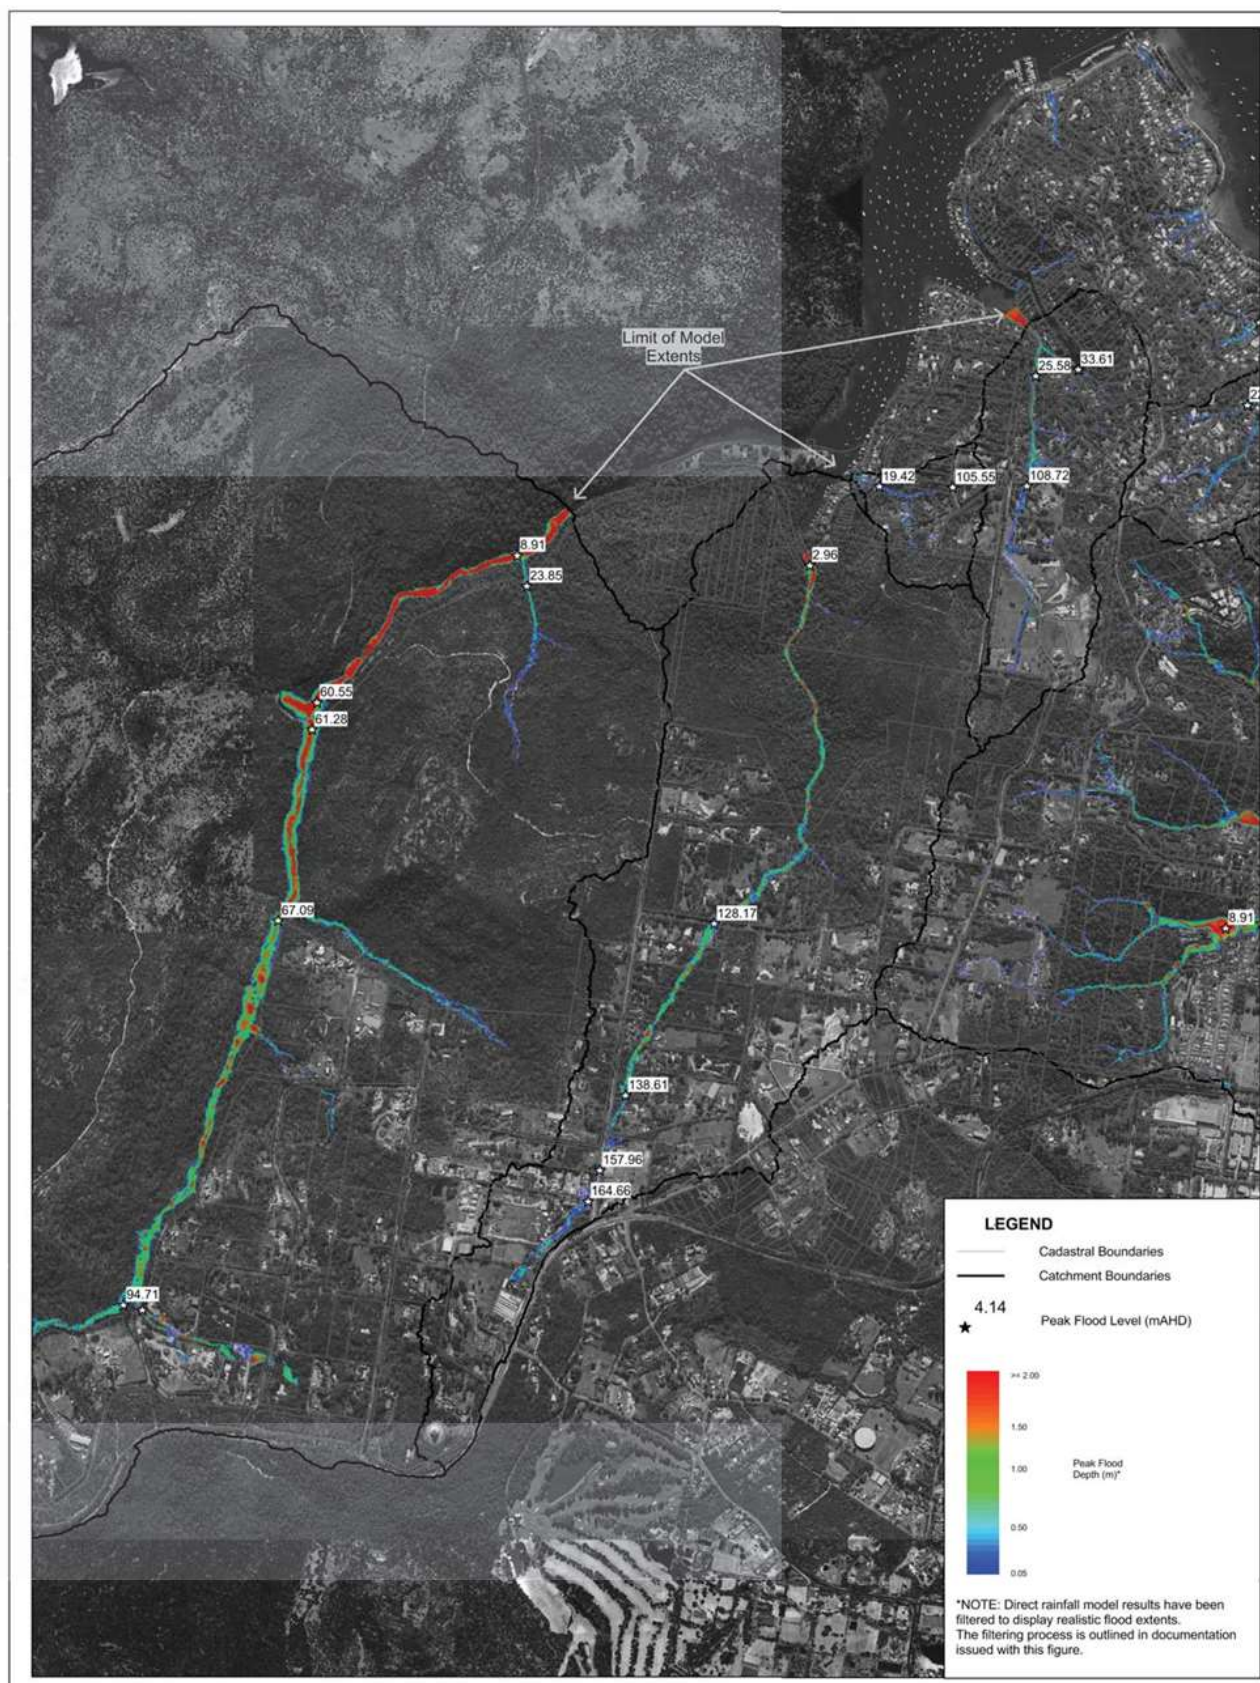 Limit of Model
Extents
33.61
25.58
22
19.42
105.55
108.72
8.91
2.96
23.85
60.55
61.28
67.09
128.17
8.91
138.61
157.96
164.66
94.71
LEGEND
Cadastral Boundaries
Catchment Boundaries
4.14
Peak Flood Level (mAHD)
>= 2.00
1.50
1.00
Peak Flood
Depth (m)*
0.50
0.05
*NOTE: Direct rainfall model results have been
filtered to display realistic flood extents.
The filtering process is outlined in documentation
issued with this figure.